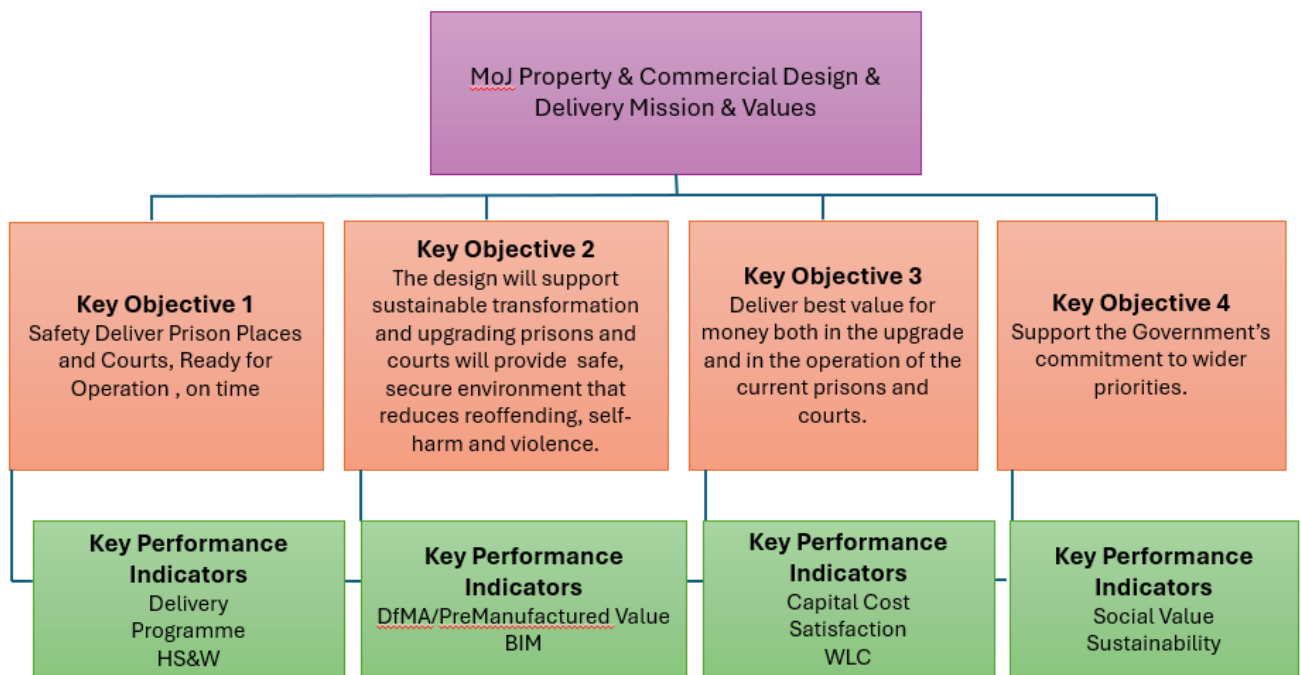 MoJ Property & Commercial Design &
Delivery Mission & Values
Key Objective 1
Safety Deliver Prison Places
and Courts, Ready for
Operation , on time
Key Objective 2
The design will support
sustainable transformation
and upgrading prisons and
courts will provide  safe,
secure environment that
reduces reoffending, self-
harm and violence.
Key Objective 3
Deliver best value for
money both in the upgrade
and in the operation of the
current prisons and
courts.
Key Objective 4
Support the Government’s
commitment to wider
priorities.
Key Performance
Indicators
Delivery
Programme
HS&W
Key Performance
Indicators
DfMA/PreManufactured Value
BIM
Key Performance
Indicators
Capital Cost
Satisfaction
WLC
Key Performance
Indicators
Social Value
Sustainability